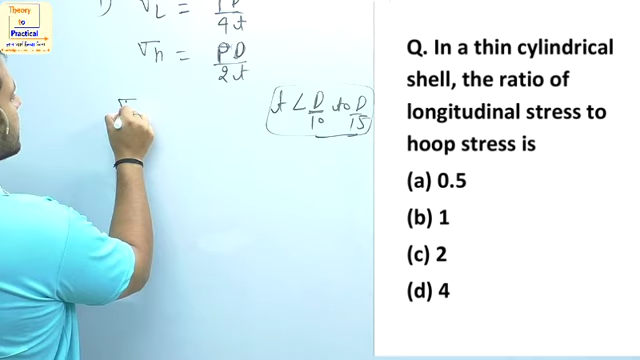 Theory
to
Practical
1) σL = PD/4t
σh = PD/2t
σ
t < D/10 to D/15
Q. In a thin cylindrical
shell, the ratio of
longitudinal stress to
hoop stress is
(a) 0.5
(b) 1
(c) 2
(d) 4